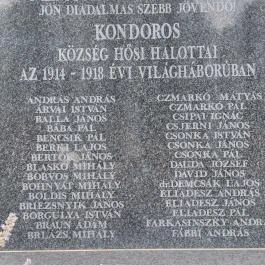 JÖN DIADALMAS SZEBB JÖVENDŐ!
KONDOROS
KÖZSÉG HŐSI HALOTTAI
AZ 1914 - 1918 ÉVI VILÁGHÁBORÚBAN
ANDRÁS ANDRÁS
ÁRVAI ISTVÁN
BALLA JÁNOS
BABA PÁL
BENCSIK PÁL
BERKI LAJOS
BERTÓK JÁNOS
BLASKÓ MIHÁLY
BOBVOS MIHÁLY
BOHNYÁT MIHÁLY
BOLDIS MIHÁLY
BRIEZSNYIK JÁNOS
BORGULYA ISTVÁN
BRAUN ÁDÁM
BRLÁZS MIHÁLY
CZMARKÓ MÁTYÁS
CZMARKÓ PÁL
CSIPAI IGNÁC
CSJERNI JÁNOS
CSONKA ISTVÁN
CSONKA JÁNOS
CSONKA PÁL
DAUDA JÓZSEF
DÁVID JÁNOS
dr. DEMCSÁK LAJOS
ELIADESZ ANDRÁS
ELIADESZ JÁNOS
ELIADESZ PÁL
FARKASINSZKY ANDRÁS
FÁBRI ANDRÁS